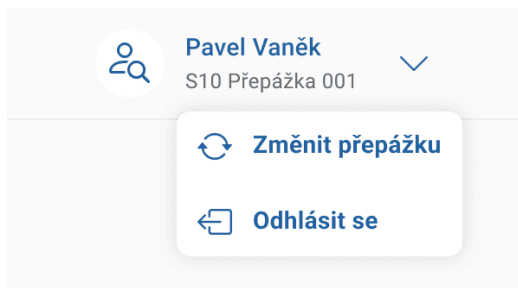 Pavel Vaněk
S10 Přepážka 001
Změnit přepážku
Odhlásit se